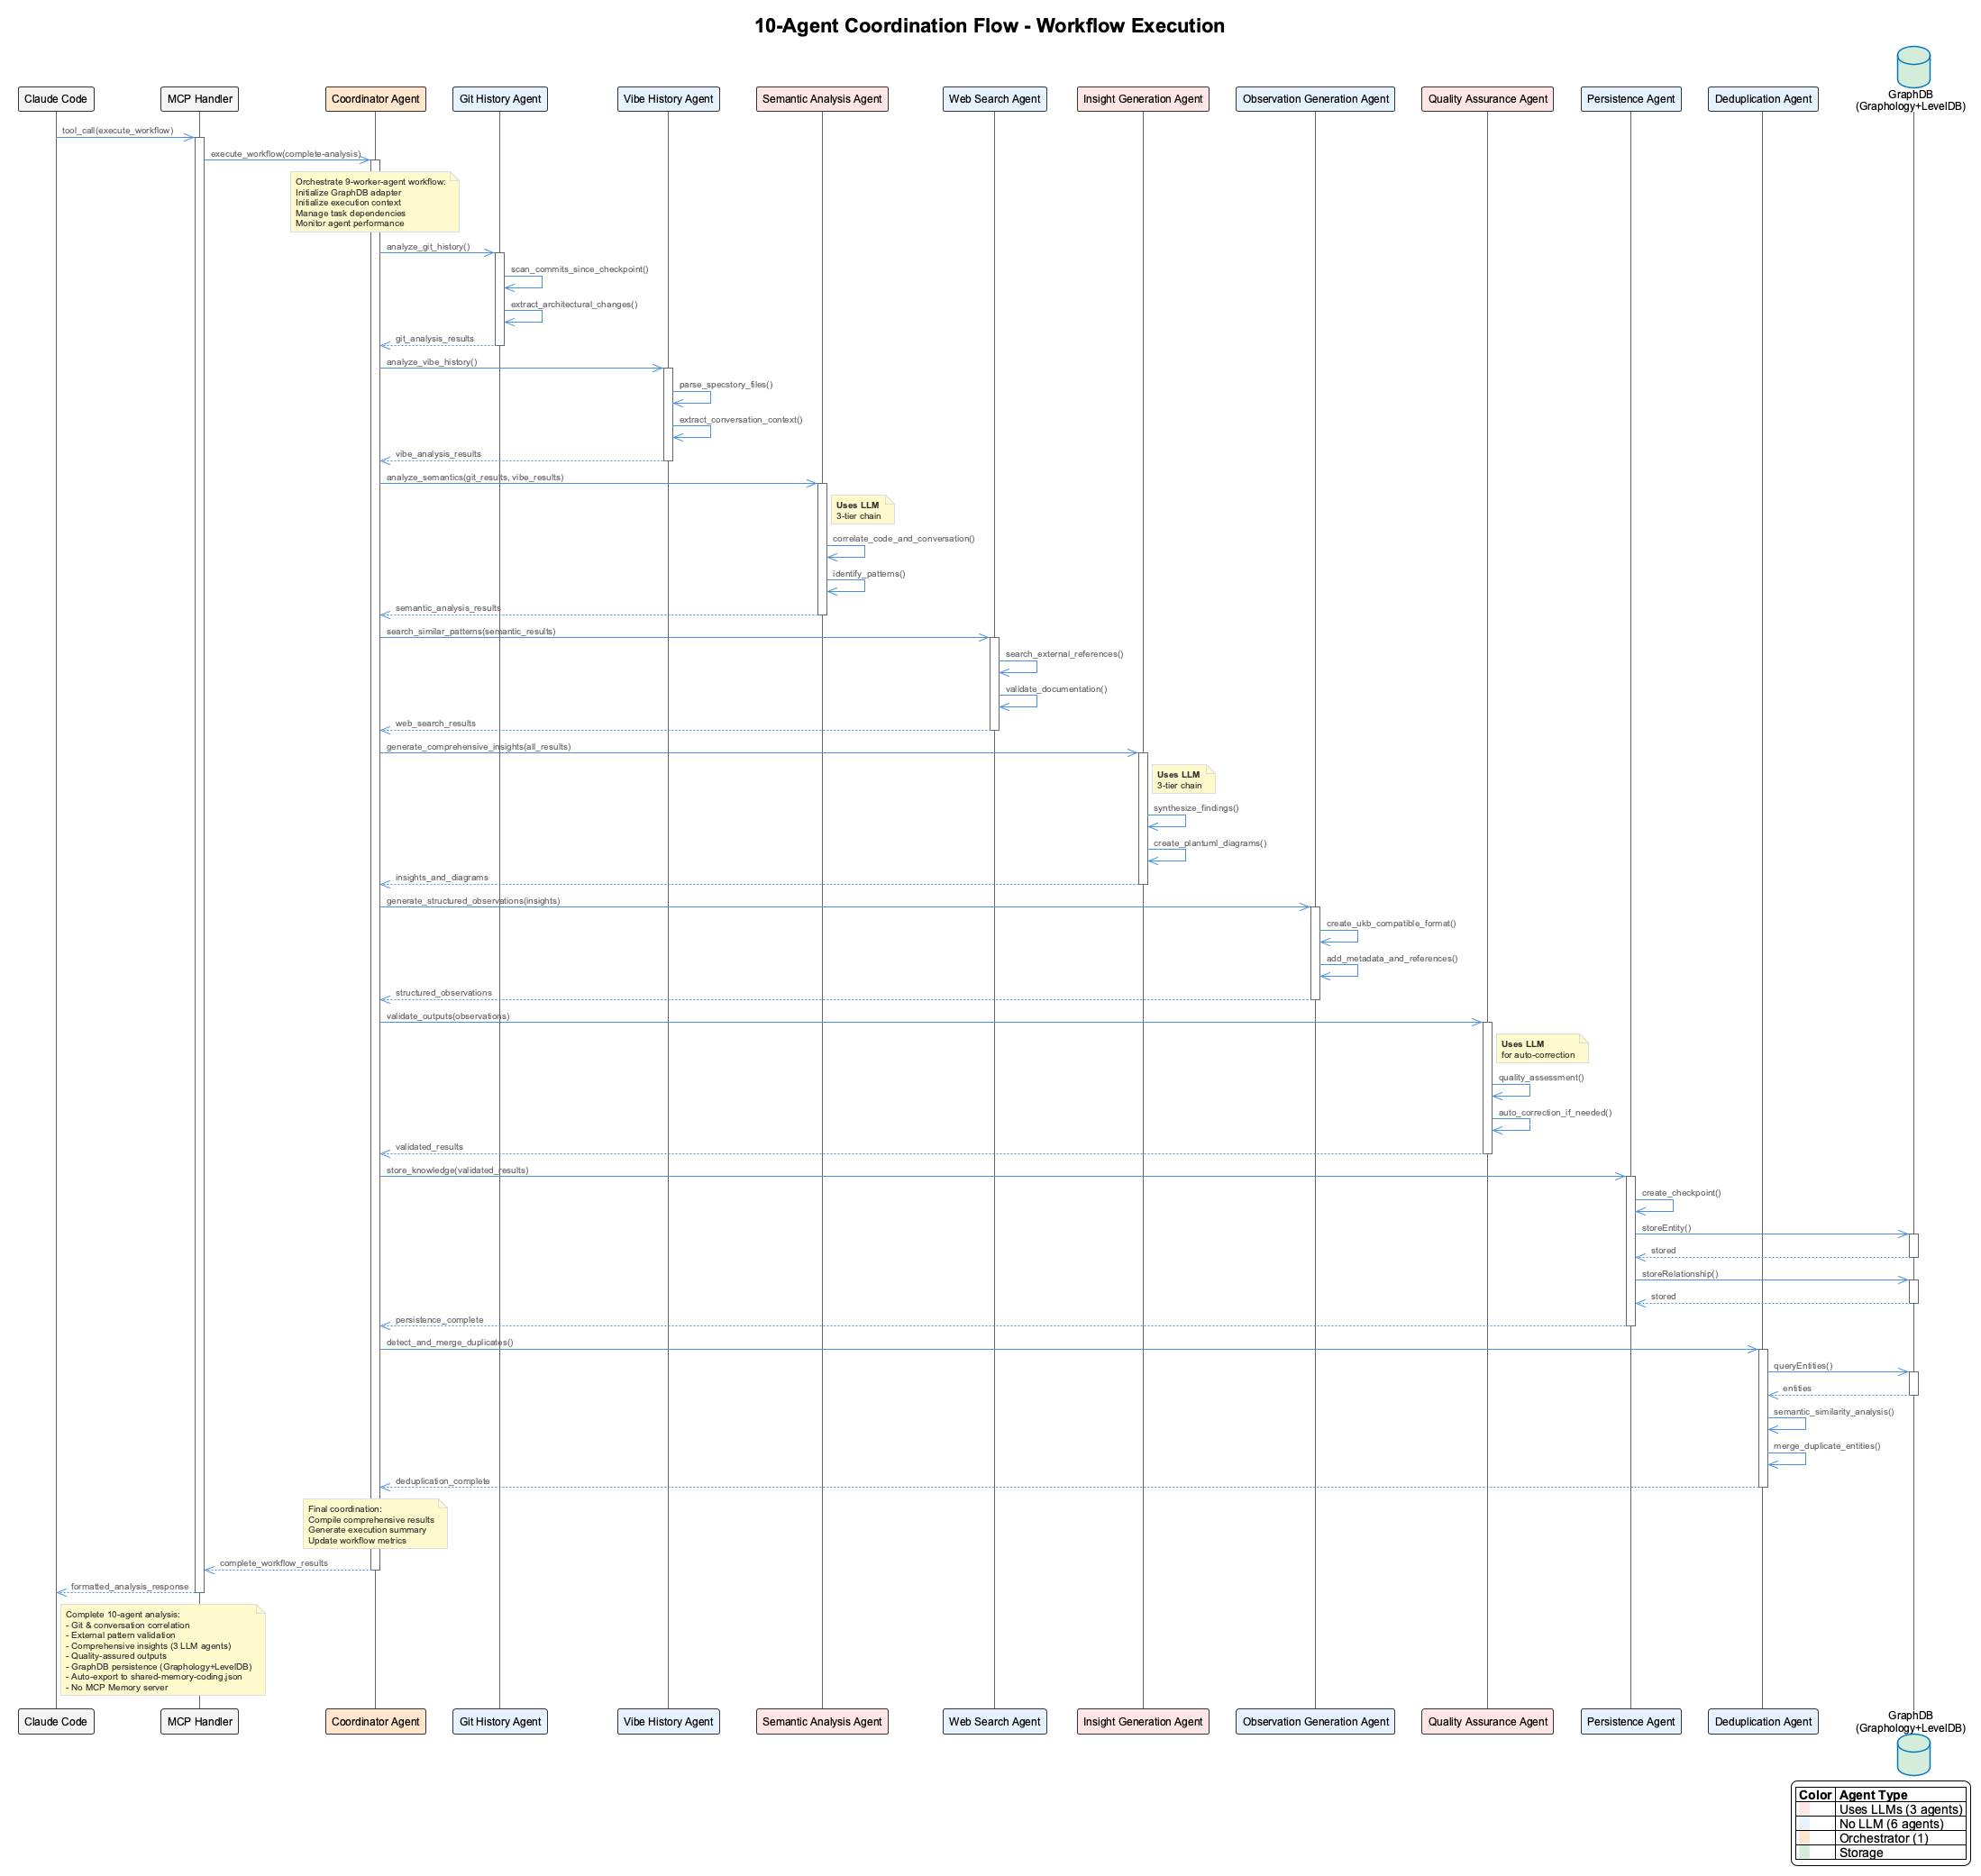 10-Agent Coordination Flow - Workflow Execution
Claude Code
MCP Handler
Coordinator Agent
Git History Agent
Vibe History Agent
Semantic Analysis Agent
Web Search Agent
Insight Generation Agent
Observation Generation Agent
Quality Assurance Agent
Persistence Agent
Deduplication Agent
GraphDB
(Graphology+LevelDB)
tool_call(execute_workflow)
execute_workflow(complete-analysis)
Orchestrate 9-worker-agent workflow:
Initialize GraphDB adapter
Initialize execution context
Manage task dependencies
Monitor agent performance
analyze_git_history()
scan_commits_since_checkpoint()
extract_architectural_changes()
git_analysis_results
analyze_vibe_history()
parse_specstory_files()
extract_conversation_context()
vibe_analysis_results
analyze_semantics(git_results, vibe_results)
Uses LLM
3-tier chain
correlate_code_and_conversation()
identify_patterns()
semantic_analysis_results
search_similar_patterns(semantic_results)
search_external_references()
validate_documentation()
web_search_results
generate_comprehensive_insights(all_results)
Uses LLM
3-tier chain
synthesize_findings()
create_plantuml_diagrams()
insights_and_diagrams
generate_structured_observations(insights)
create_ukb_compatible_format()
add_metadata_and_references()
structured_observations
validate_outputs(observations)
Uses LLM
for auto-correction
quality_assessment()
auto_correction_if_needed()
validated_results
store_knowledge(validated_results)
create_checkpoint()
storeEntity()
stored
storeRelationship()
stored
persistence_complete
detect_and_merge_duplicates()
queryEntities()
entities
semantic_similarity_analysis()
merge_duplicate_entities()
deduplication_complete
Final coordination:
Compile comprehensive results
Generate execution summary
Update workflow metrics
complete_workflow_results
formatted_analysis_response
Complete 10-agent analysis:
- Git & conversation correlation
- External pattern validation
- Comprehensive insights (3 LLM agents)
- Quality-assured outputs
- GraphDB persistence (Graphology+LevelDB)
- Auto-export to shared-memory-coding.json
- No MCP Memory server
Claude Code
MCP Handler
Coordinator Agent
Git History Agent
Vibe History Agent
Semantic Analysis Agent
Web Search Agent
Insight Generation Agent
Observation Generation Agent
Quality Assurance Agent
Persistence Agent
Deduplication Agent
GraphDB
(Graphology+LevelDB)
Color Agent Type
Uses LLMs (3 agents)
No LLM (6 agents)
Orchestrator (1)
Storage